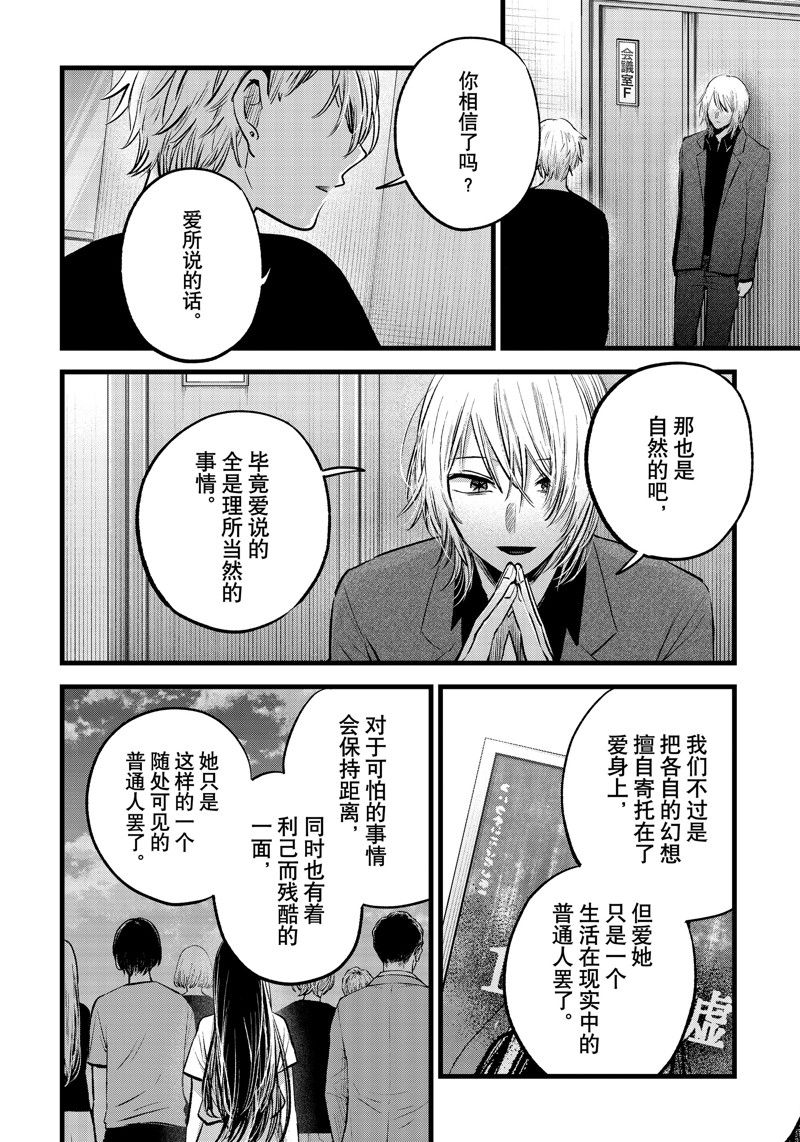 会議室F
你相信了吗？
爱所说的话。
那也是
自然的吧，
毕竟爱说的
全是理所当然的
事情。
我们不过是
把各自的幻想
擅自寄托在了
爱身上，
但爱她
只是一个
生活在现实中的
普通人罢了。
虚
对于可怕的事情
会保持距离，
同时也有着
利己而残酷的
一面，
她只是
这样的一个
随处可见的
普通人罢了。